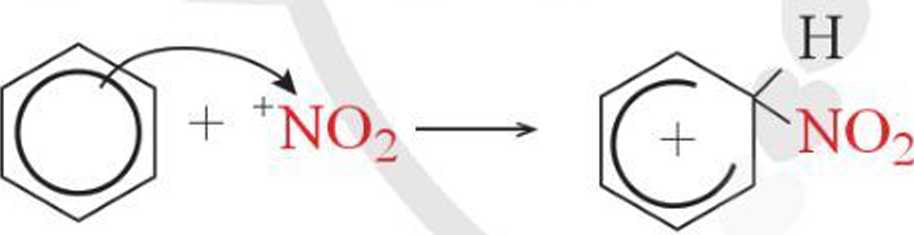 H
+ ⁺NO₂ + NO₂